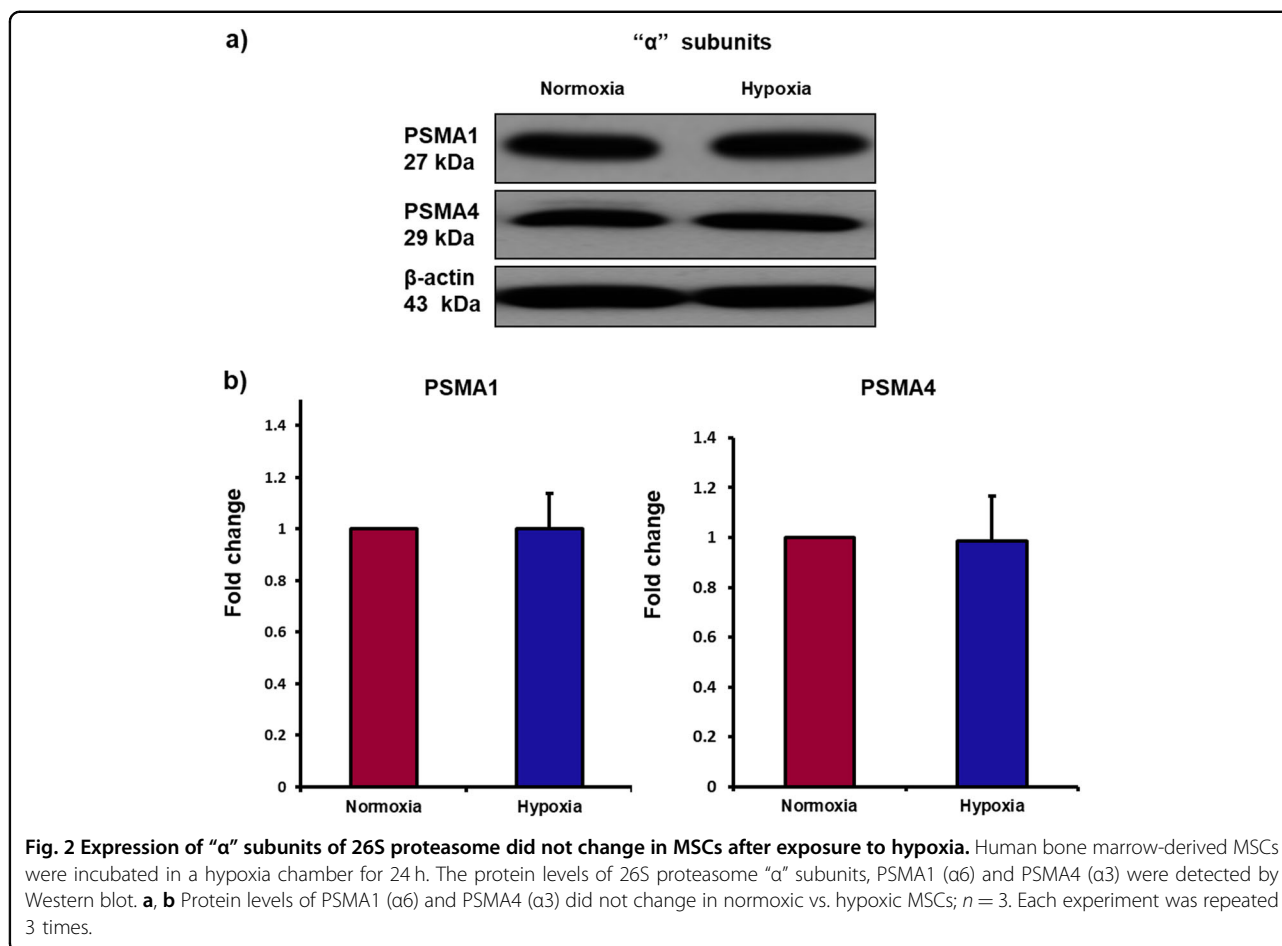 a)
“α” subunits
Normoxia Hypoxia
PSMA1
27 kDa
PSMA4
29 kDa
β-actin
43 kDa
b)
PSMA1
Fold change
1.4
1.2
1
0.8
0.6
0.4
0.2
0
Normoxia Hypoxia
PSMA4
Fold change
1.4
1.2
1
0.8
0.6
0.4
0.2
0
Normoxia Hypoxia
Fig. 2 Expression of “α” subunits of 26S proteasome did not change in MSCs after exposure to hypoxia. Human bone marrow-derived MSCs
were incubated in a hypoxia chamber for 24 h. The protein levels of 26S proteasome “α” subunits, PSMA1 (α6) and PSMA4 (α3) were detected by
Western blot. a, b Protein levels of PSMA1 (α6) and PSMA4 (α3) did not change in normoxic vs. hypoxic MSCs; n = 3. Each experiment was repeated
3 times.